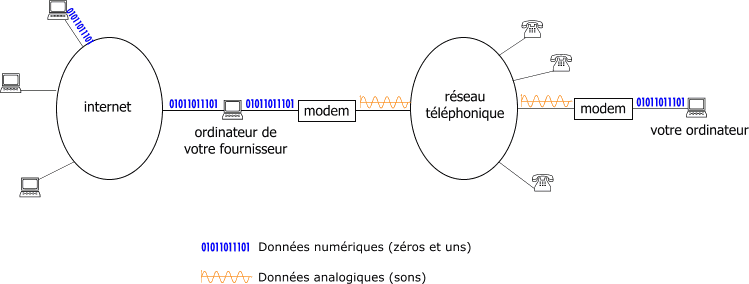 01011011101
internet
01011011101
01011011101
ordinateur de
votre fournisseur
modem
réseau
téléphonique
modem
01011011101
votre ordinateur
01011011101 Données numériques (zéros et uns)
Données analogiques (sons)